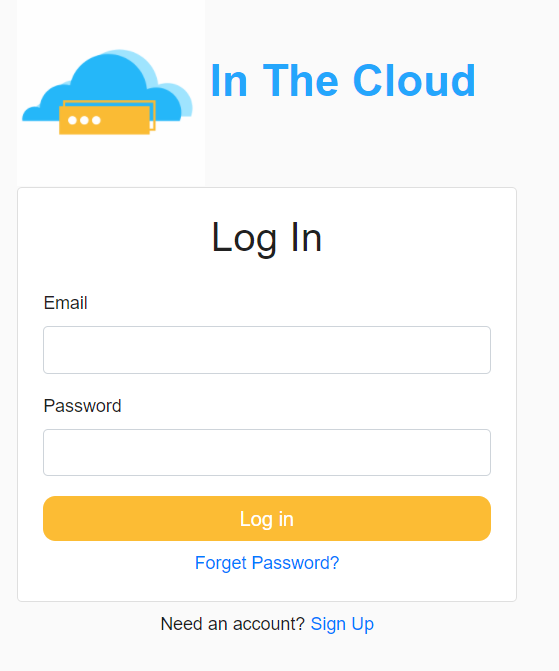 In The Cloud
Log In
Email
Password
Log in
Forget Password?
Need an account? Sign Up